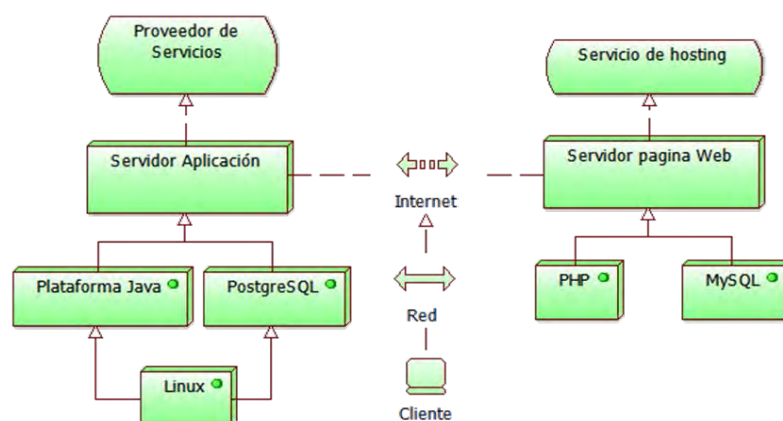 Proveedor de
Servicios
Servicio de hosting
Servidor Aplicación
Servidor pagina Web
Internet
Plataforma Java
PostgreSQL
PHP
MySQL
Red
Linux
Cliente